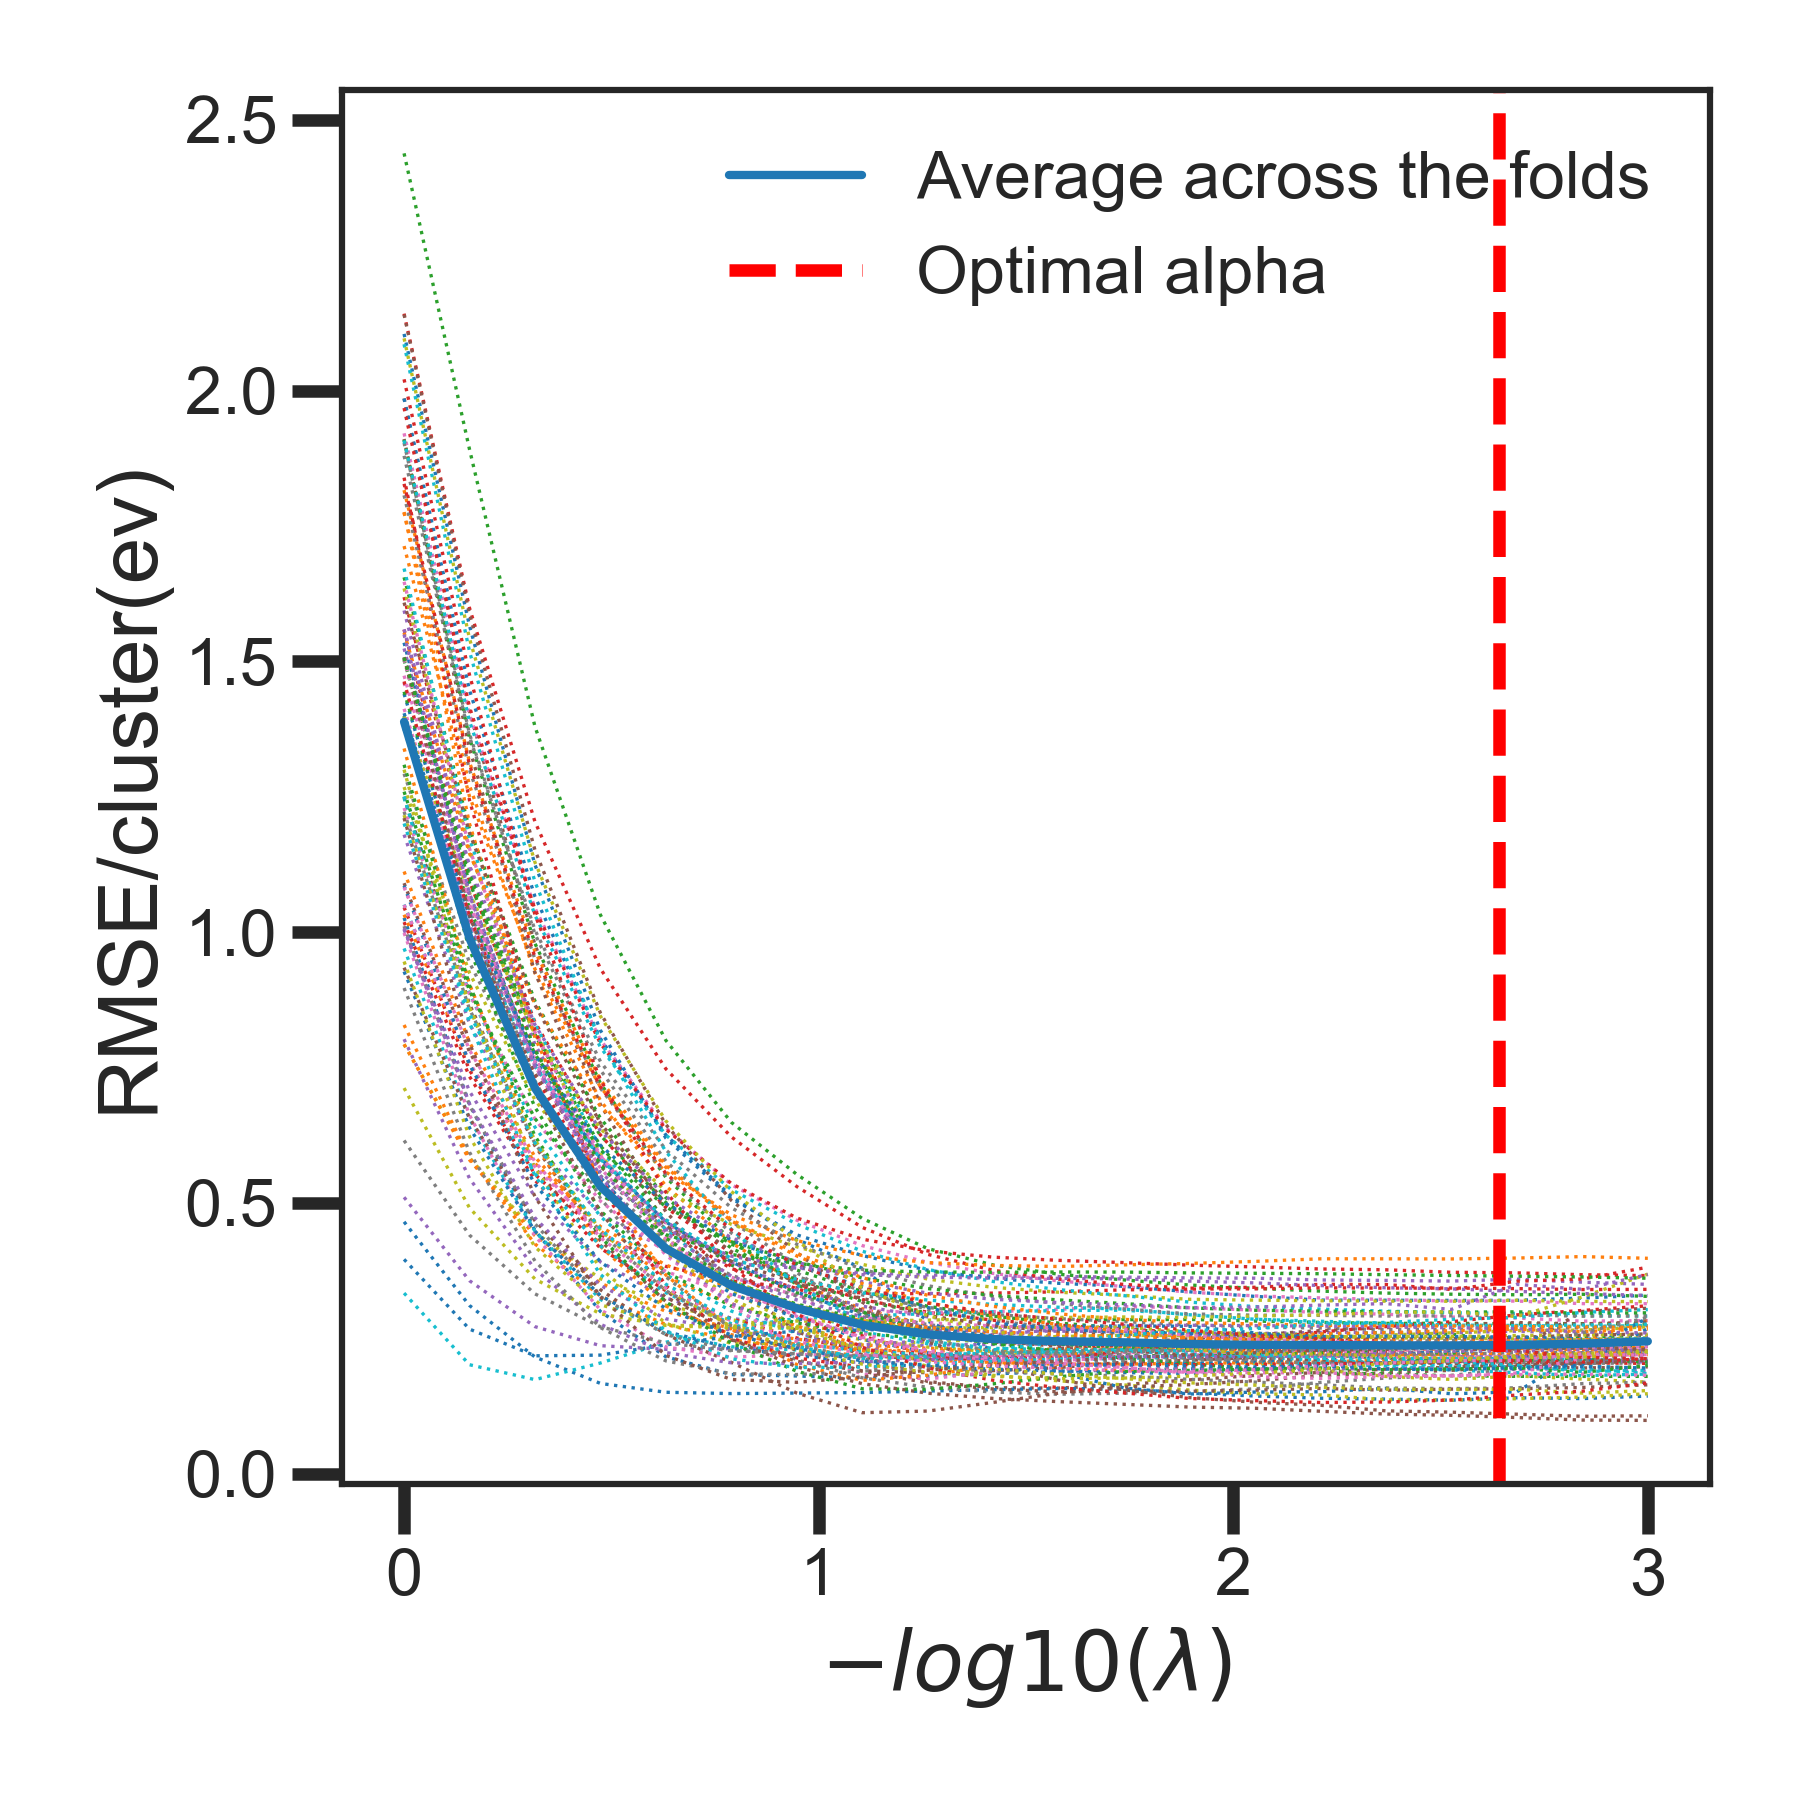 2.5
2.0
1.5
1.0
0.5
0.0
RMSE/cluster(ev)
Average across the folds
Optimal alpha
0 1 2 3
−log10(λ)